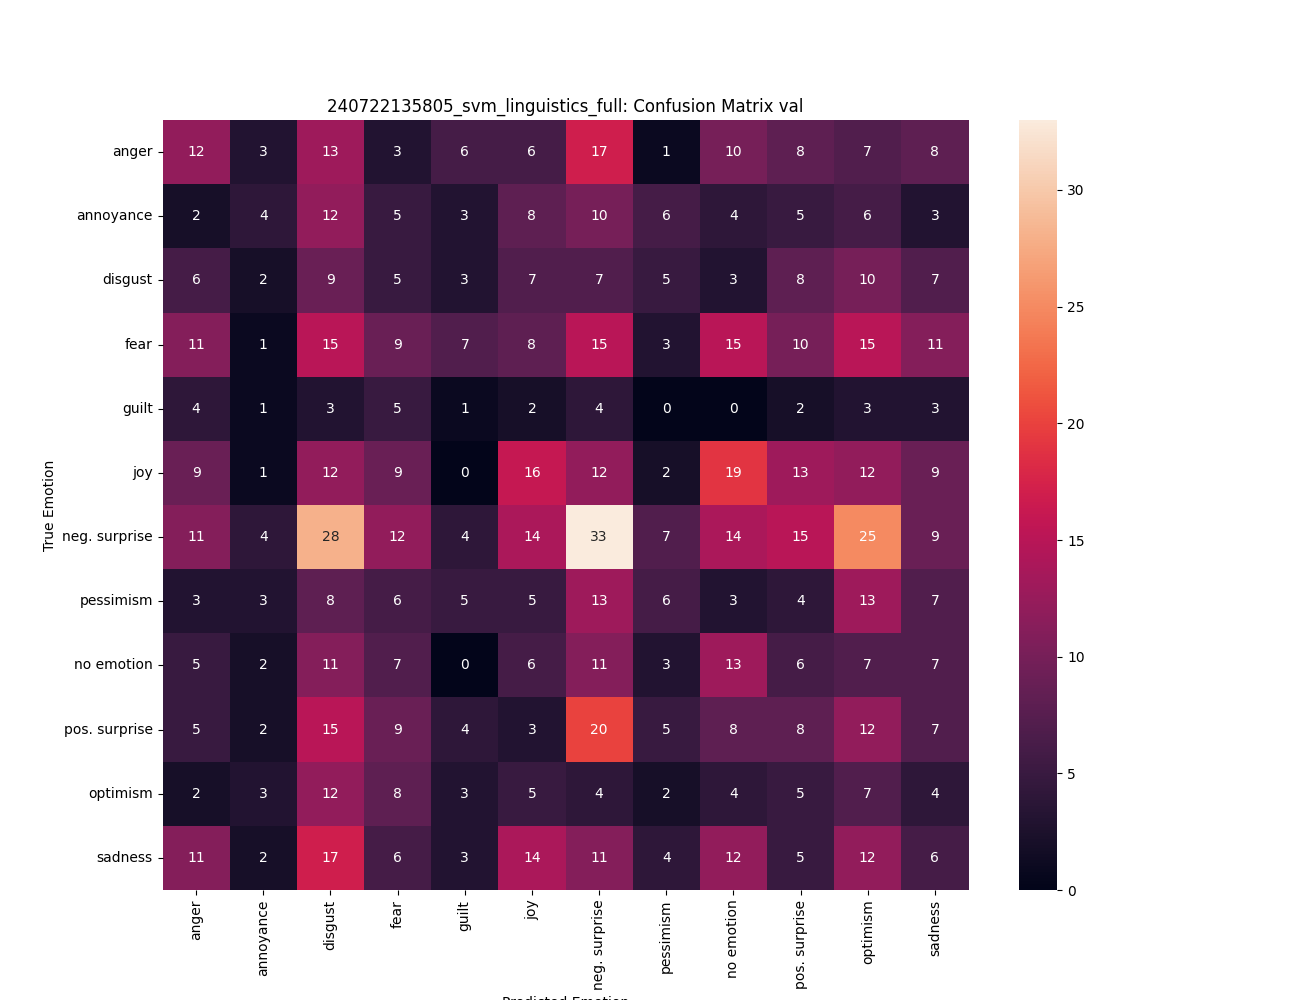 240722135805_svm_linguistics_full: Confusion Matrix val
anger 12 3 13 3 6 6 17 1 10 8 7 8
annoyance 2 4 12 5 3 8 10 6 4 5 6 3
disgust 6 2 9 5 3 7 7 5 3 8 10 7
fear 11 1 15 9 7 8 15 3 15 10 15 11
guilt 4 1 3 5 1 2 4 0 0 2 3 3
joy 9 1 12 9 0 16 12 2 19 13 12 9
neg. surprise 11 4 28 12 4 14 33 7 14 15 25 9
pessimism 3 3 8 6 5 5 13 6 3 4 13 7
no emotion 5 2 11 7 0 6 11 3 13 6 7 7
pos. surprise 5 2 15 9 4 3 20 5 8 8 12 7
optimism 2 3 12 8 3 5 4 2 4 5 7 4
sadness 11 2 17 6 3 14 11 4 12 5 12 6
True Emotion
anger annoyance disgust fear guilt joy neg. surprise pessimism no emotion pos. surprise optimism sadness
Predicted Emotion
30
25
20
15
10
5
0